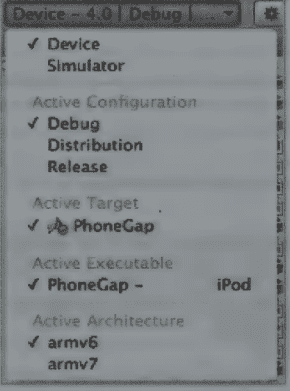 Device - 4.0 | Debug | ...
✓ Device
Simulator
Active Configuration
✓ Debug
Distribution
Release
Active Target
✓ PhoneGap
Active Executable
✓ PhoneGap – iPod
Active Architecture
✓ armv6
armv7